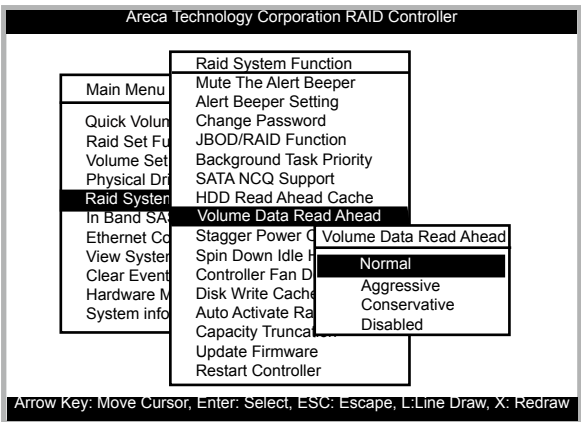 Areca Technology Corporation RAID Controller
Main Menu
Quick Volum
Raid Set Fu
Volume Set
Physical Dri
Raid System
In Band SA
Ethernet Co
View System
Clear Event
Hardware M
System info
Raid System Function
Mute The Alert Beeper
Alert Beeper Setting
Change Password
JBOD/RAID Function
Background Task Priority
SATA NCQ Support
HDD Read Ahead Cache
Volume Data Read Ahead
Stagger Power
Spin Down Idle
Controller Fan
Disk Write Cache
Auto Activate Ra
Capacity Truncation
Update Firmware
Restart Controller
Volume Data Read Ahead
Normal
Aggressive
Conservative
Disabled
Arrow Key: Move Cursor, Enter: Select, ESC: Escape, L:Line Draw, X: Redraw